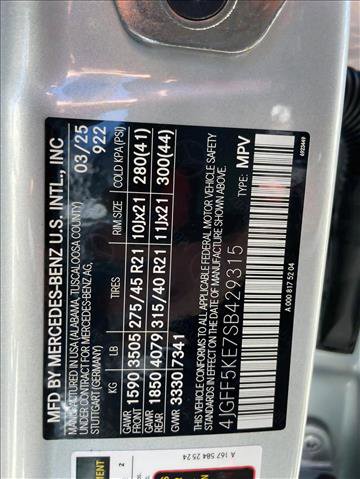 MFD BY MERCEDES-BENZ U.S. INTL., INC
MANUFACTURED IN USA (ALABAMA, TUSCALOOSA COUNTY)
UNDER CONTRACT FOR MERCEDES-BENZ AG,
STUTTGART (GERMANY)
03/25
922
KG LB TIRES RIM SIZE COLD KPA (PSI)
GAWR FRONT 1590 3505 275/45 R21 10Jx21 280(41)
GAWR REAR 1850 4079 315/40 R21 11Jx21 300(44)
GVWR 3330 7341
THIS VEHICLE CONFORMS TO ALL APPLICABLE FEDERAL MOTOR VEHICLE SAFETY
STANDARDS IN EFFECT ON THE DATE OF MANUFACTURE SHOWN ABOVE.
4JGFF5KE7SB429315
TYPE: MPV
A 000 817 52 04
A 167 584 25 24